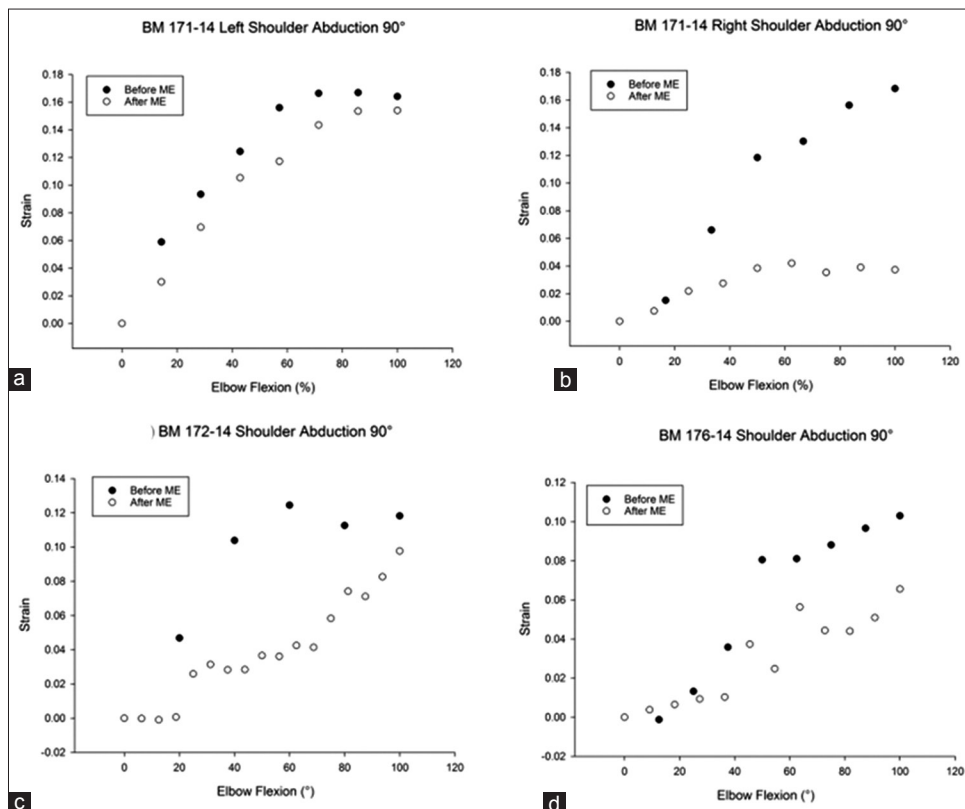 BM 171-14 Left Shoulder Abduction 90°
0.18
0.16
0.14
0.12
0.10
0.08
0.06
0.04
0.02
0.00
Strain
Before ME
After ME
0 20 40 60 80 100 120
Elbow Flexion (%)
a
BM 171-14 Right Shoulder Abduction 90°
0.18
0.16
0.14
0.12
0.10
0.08
0.06
0.04
0.02
0.00
Strain
Before ME
After ME
0 20 40 60 80 100 120
Elbow Flexion (%)
b
) BM 172-14 Shoulder Abduction 90°
0.14
0.12
0.10
0.08
0.06
0.04
0.02
0.00
-0.02
Strain
Before ME
After ME
0 20 40 60 80 100 120
Elbow Flexion (°)
c
BM 176-14 Shoulder Abduction 90°
0.12
0.10
0.08
0.06
0.04
0.02
0.00
-0.02
Strain
Before ME
After ME
0 20 40 60 80 100 120
Elbow Flexion (°)
d